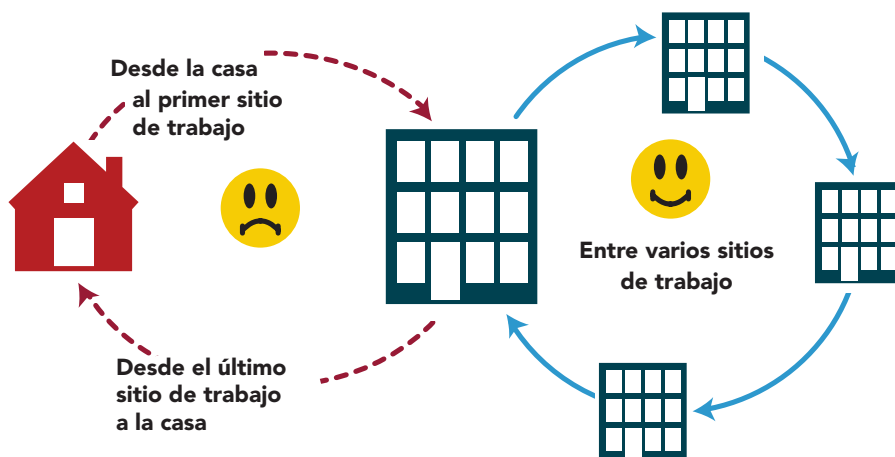 Desde la casa
al primer sitio
de trabajo
Entre varios sitios
de trabajo
Desde el último
sitio de trabajo
a la casa